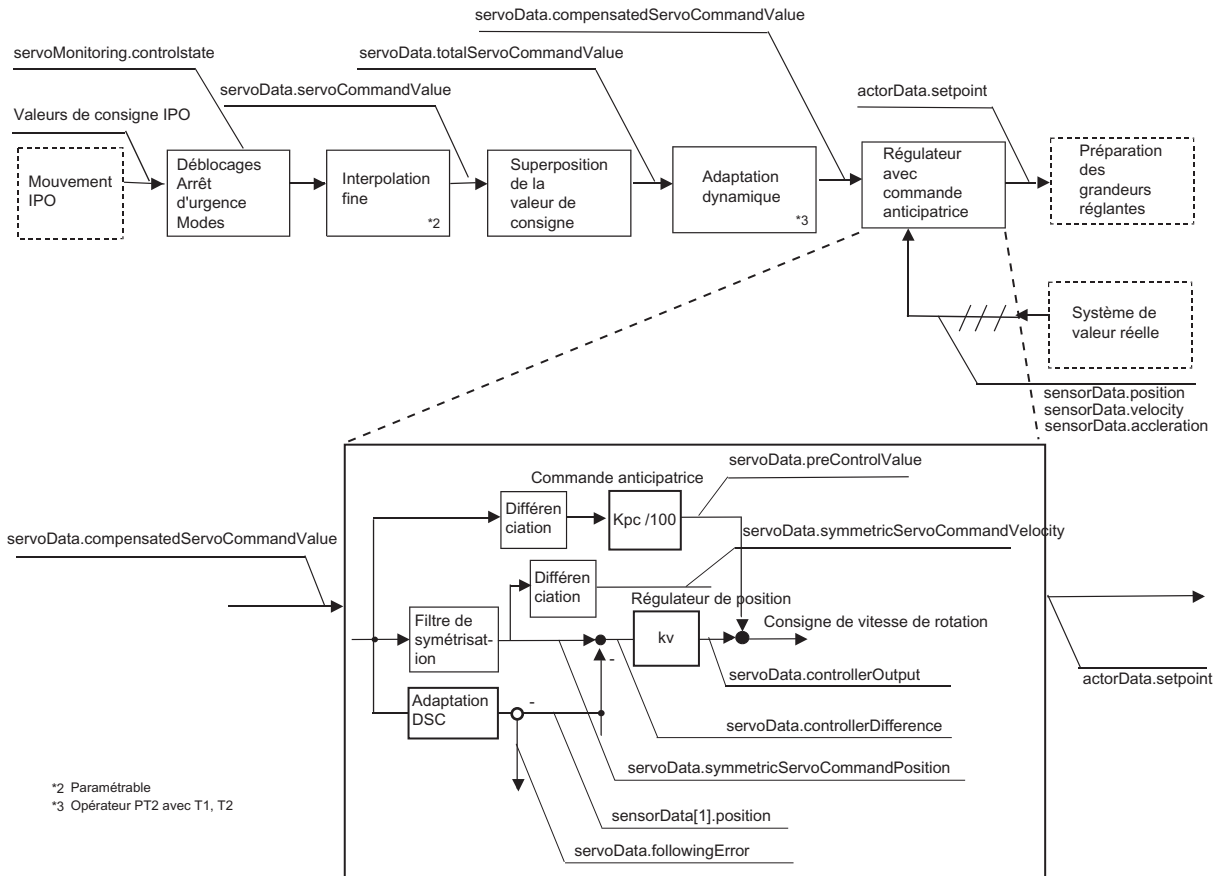 servoData.compensatedServoCommandValue
servoMonitoring.controlstate
servoData.totalServoCommandValue
servoData.servoCommandValue
actorData.setpoint
Valeurs de consigne IPO
Mouvement
IPO
Déblocages
Arrêt
d'urgence
Modes
Interpolation
fine
*2
Superposition
de la
valeur de
consigne
Adaptation
dynamique
*3
Régulateur
avec
commande
anticipatrice
Préparation
des
grandeurs
réglantes
Système de
valeur réelle
sensorData.position
sensorData.velocity
sensorData.accleration
servoData.preControlValue
Commande anticipatrice
Différen
ciation
Kpc /100
servoData.symmetricServoCommandVelocity
servoData.compensatedServoCommandValue
Différen
ciation
Régulateur de position
Filtre de
symétrisat-
ion
kv
Consigne de vitesse de rotation
-
servoData.controllerOutput
actorData.setpoint
Adaptation
DSC
-
servoData.controllerDifference
servoData.symmetricServoCommandPosition
*2 Paramétrable
*3 Opérateur PT2 avec T1, T2
sensorData[1].position
servoData.followingError